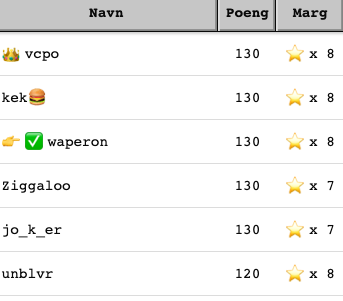 Navn Poeng Marg
👑 vcpo 130 ⭐ x 8
kek🍔 130 ⭐ x 8
👉 ✅ waperon 130 ⭐ x 8
Ziggaloo 130 ⭐ x 7
jo_k_er 130 ⭐ x 7
unblvr 120 ⭐ x 8